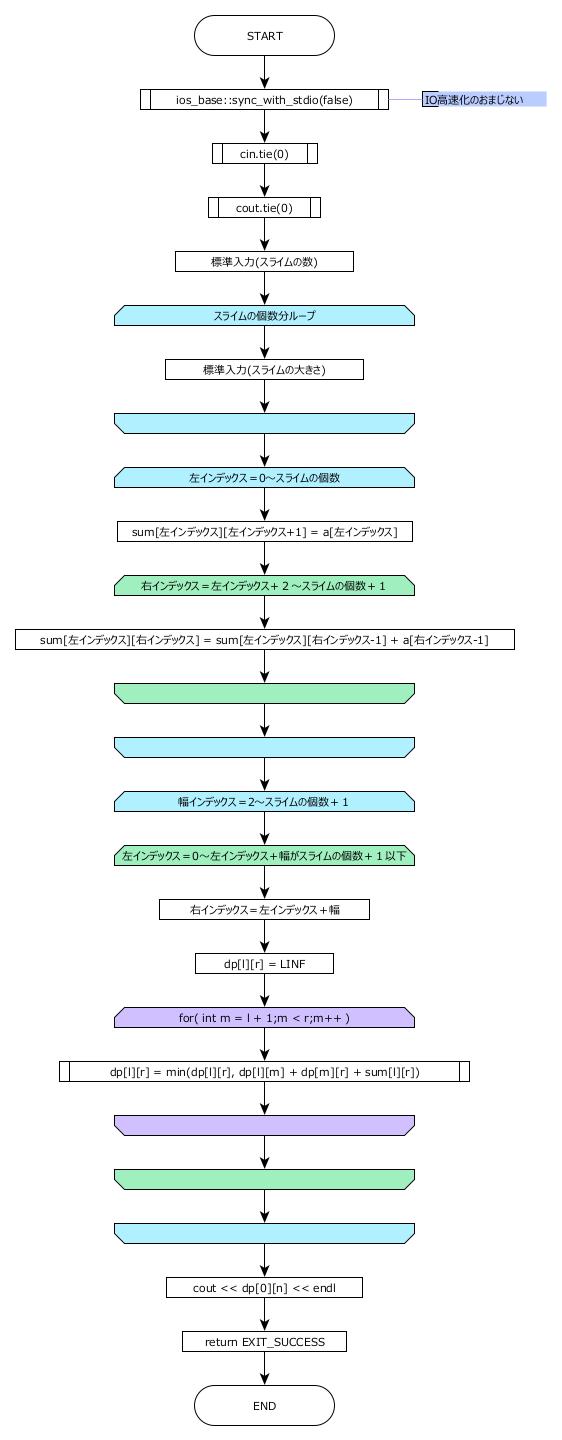 START
ios_base::sync_with_stdio(false)
IO高速化のおまじない
cin.tie(0)
cout.tie(0)
標準入力(スライムの数)
スライムの個数分ループ
標準入力(スライムの大きさ)
左インデックス＝0～スライムの個数
sum[左インデックス][左インデックス+1] = a[左インデックス]
右インデックス＝左インデックス+２～スライムの個数+１
sum[左インデックス][右インデックス] = sum[左インデックス][右インデックス-1] + a[右インデックス-1]
幅インデックス＝2～スライムの個数+１
左インデックス＝0～左インデックス＋幅がスライムの個数+１以下
右インデックス＝左インデックス＋幅
dp[l][r] = LINF
for( int m = l + 1;m < r;m++ )
dp[l][r] = min(dp[l][r], dp[l][m] + dp[m][r] + sum[l][r])
cout << dp[0][n] << endl
return EXIT_SUCCESS
END